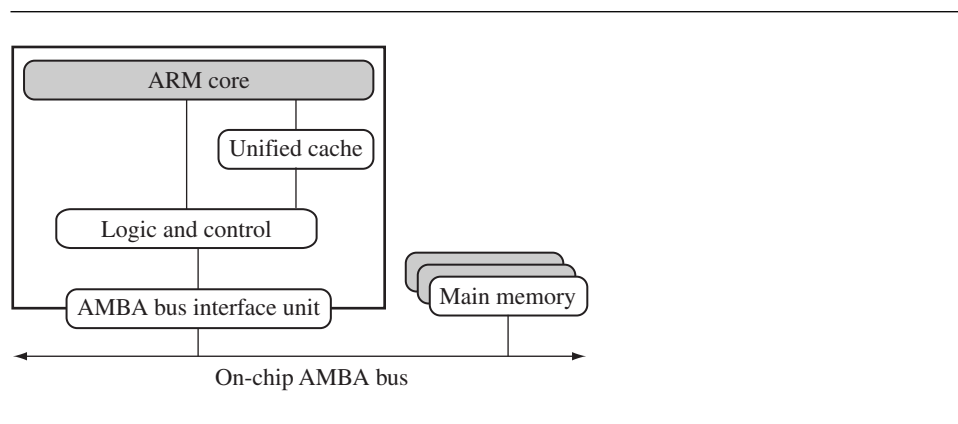 ARM core
Unified cache
Logic and control
AMBA bus interface unit
Main memory
On-chip AMBA bus